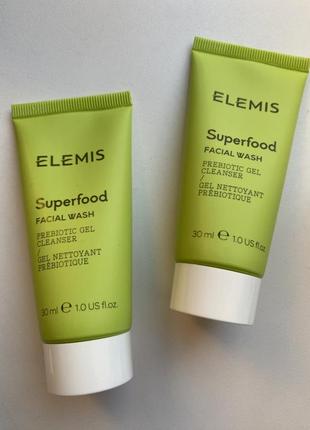 ELEMIS
Superfood
FACIAL WASH
PREBIOTIC GEL
CLEANSER
/
GEL NETTOYANT
PRÉBIOTIQUE
30 ml ℮ 1.0 US fl.oz.
ELEMIS
Superfood
FACIAL WASH
PREBIOTIC GEL
CLEANSER
/
GEL NETTOYANT
PRÉBIOTIQUE
30 ml ℮ 1.0 US fl.oz.